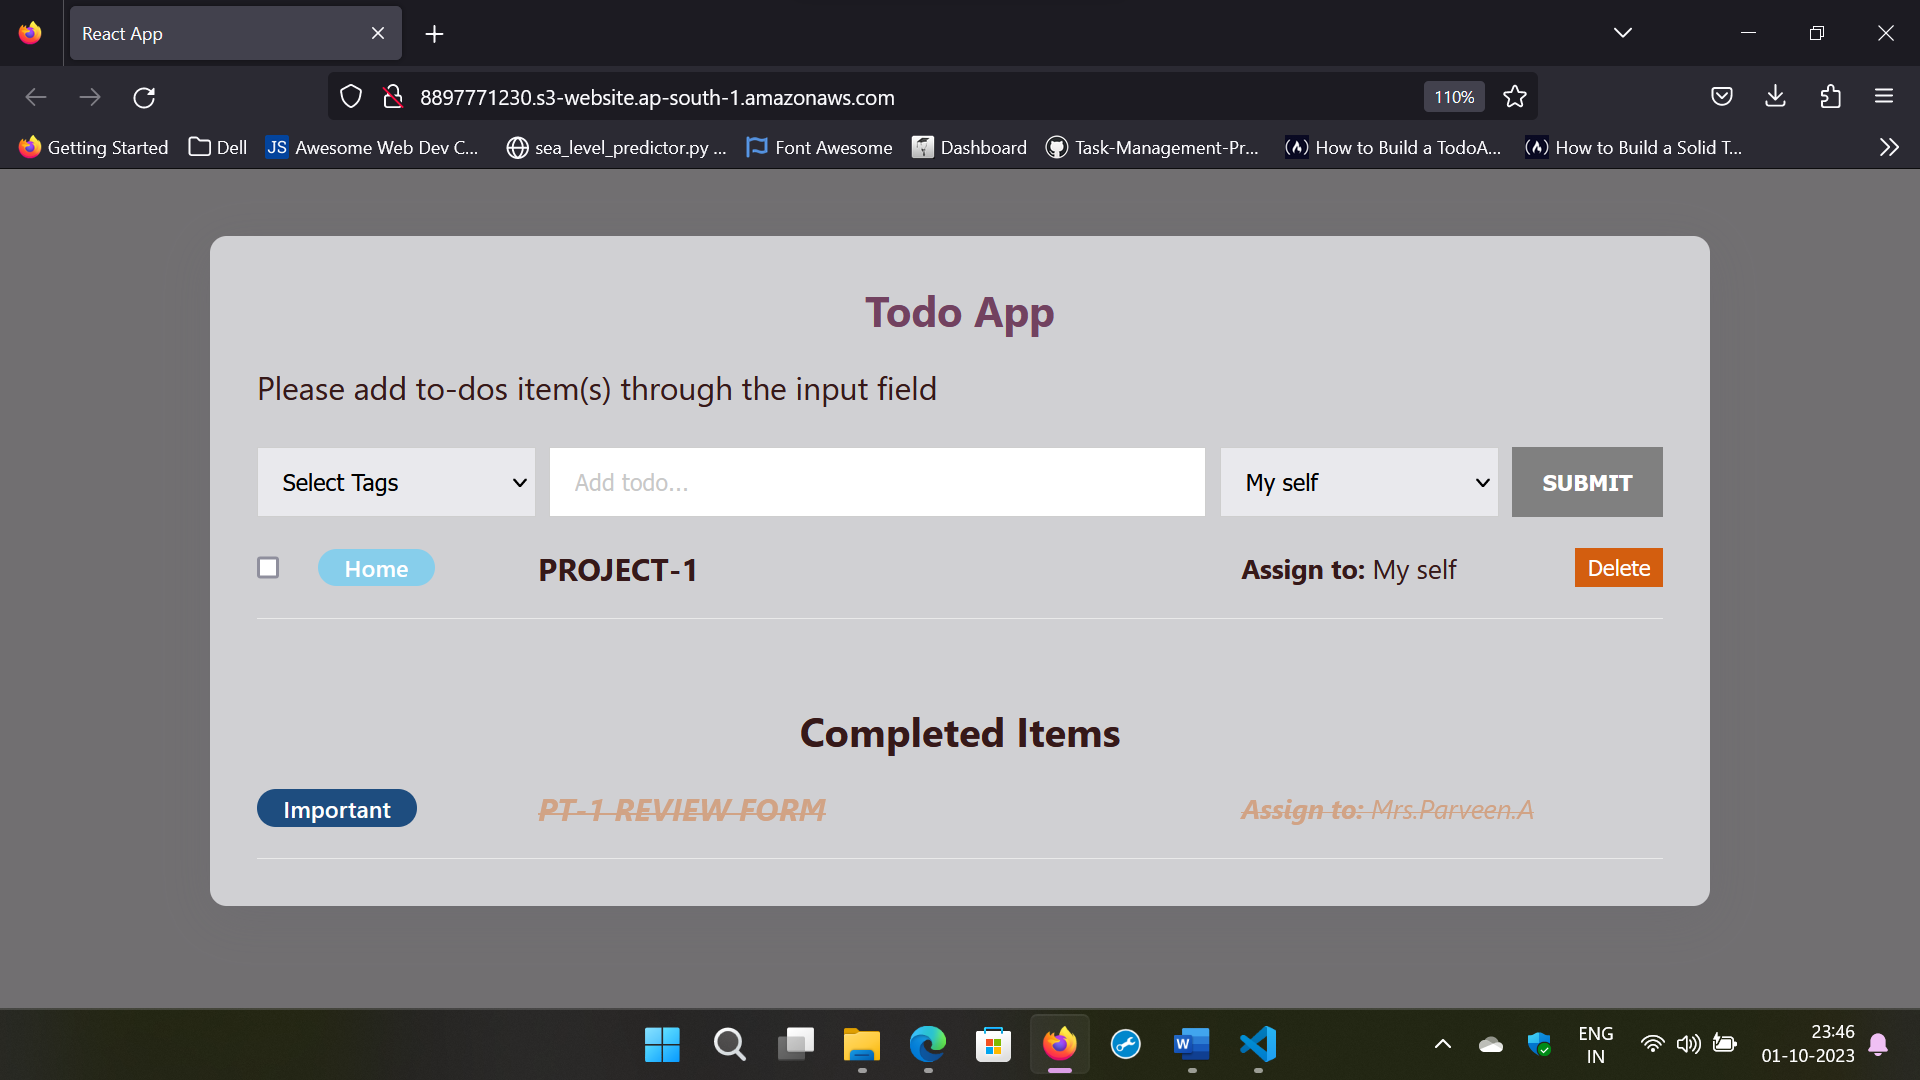 React App
8897771230.s3-website.ap-south-1.amazonaws.com 110%
Getting Started Dell JS Awesome Web Dev C... sea_level_predictor.py ... Font Awesome Dashboard Task-Management-Pr... How to Build a TodoA... How to Build a Solid T...
Todo App
Please add to-dos item(s) through the input field
Select Tags Add todo... My self SUBMIT
Home PROJECT-1 Assign to: My self Delete
Completed Items
Important PT-1 REVIEW FORM Assign to: Mrs.Parveen.A
W ENG 23:46
IN 01-10-2023